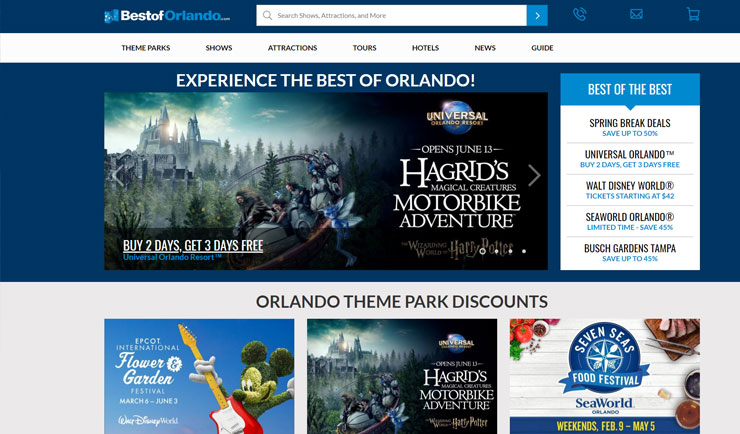 BestofOrlando.com
Search Shows, Attractions, and More
THEME PARKS SHOWS ATTRACTIONS TOURS HOTELS NEWS GUIDE
EXPERIENCE THE BEST OF ORLANDO!
UNIVERSAL
ORLANDO RESORT
OPENS JUNE 13
HAGRID'S
MAGICAL CREATURES
MOTORBIKE
ADVENTURE
THE WIZARDING
WORLD OF Harry Potter
BUY 2 DAYS, GET 3 DAYS FREE
Universal Orlando Resort™
BEST OF THE BEST
SPRING BREAK DEALS
SAVE UP TO 50%
UNIVERSAL ORLANDO™
BUY 2 DAYS, GET 3 DAYS FREE
WALT DISNEY WORLD®
TICKETS STARTING AT $42
SEAWORLD ORLANDO®
LIMITED TIME - SAVE 45%
BUSCH GARDENS TAMPA
SAVE UP TO 45%
ORLANDO THEME PARK DISCOUNTS
EPCOT
INTERNATIONAL
Flower &
Garden
FESTIVAL
MARCH 6 – JUNE 3
Walt Disney World
UNIVERSAL
ORLANDO RESORT
OPENS JUNE 13
HAGRID'S
MAGICAL CREATURES
MOTORBIKE
ADVENTURE
THE WIZARDING
WORLD OF Harry Potter
SEVEN SEAS
FOOD FESTIVAL
SeaWorld
ORLANDO
WEEKENDS, FEB. 9 – MAY 5